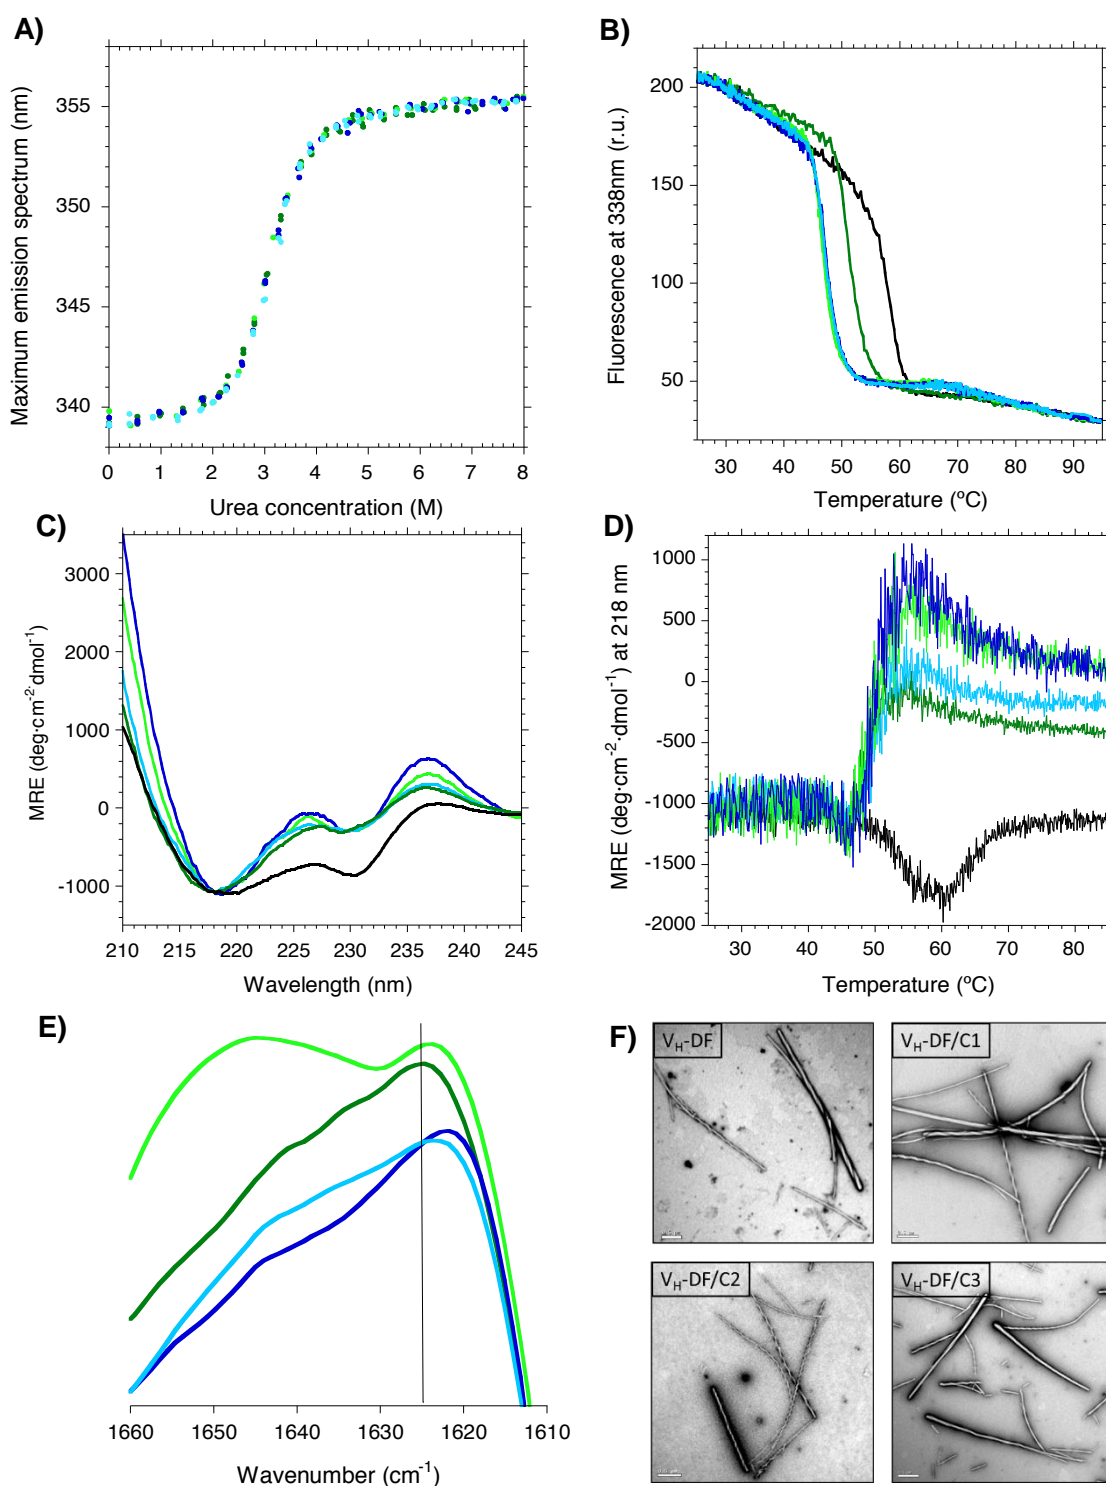 A)
Maximum emission spectrum (nm)
355
350
345
340
0 1 2 3 4 5 6 7 8
Urea concentration (M)
B)
Fluorescence at 338nm (r.u.)
200
150
100
50
30 40 50 60 70 80 90
Temperature (ºC)
C)
MRE (deg·cm⁻²·dmol⁻¹)
3000
2000
1000
0
-1000
210 215 220 225 230 235 240 245
Wavelength (nm)
D)
MRE (deg·cm⁻²·dmol⁻¹) at 218 nm
1000
500
0
-500
-1000
-1500
-2000
30 40 50 60 70 80
Temperature (ºC)
E)
1660 1650 1640 1630 1620 1610
Wavenumber (cm⁻¹)
F)
V_H-DF
V_H-DF/C1
V_H-DF/C2
V_H-DF/C3